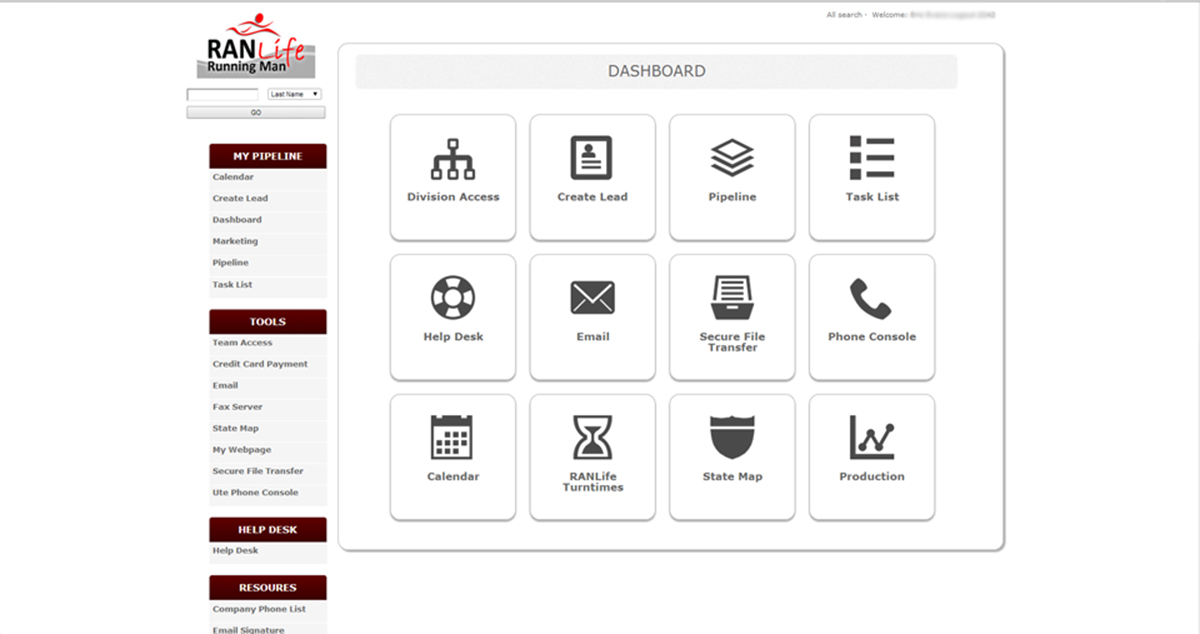 All search - Welcome:
RANLife
Running Man
Last Name
GO
MY PIPELINE
Calendar
Create Lead
Dashboard
Marketing
Pipeline
Task List
TOOLS
Team Access
Credit Card Payment
Email
Fax Server
State Map
My Webpage
Secure File Transfer
Ute Phone Console
HELP DESK
Help Desk
RESOURES
Company Phone List
Email Signature
DASHBOARD
Division Access
Create Lead
Pipeline
Task List
Help Desk
Email
Secure File
Transfer
Phone Console
Calendar
RANLife
Turntimes
State Map
Production